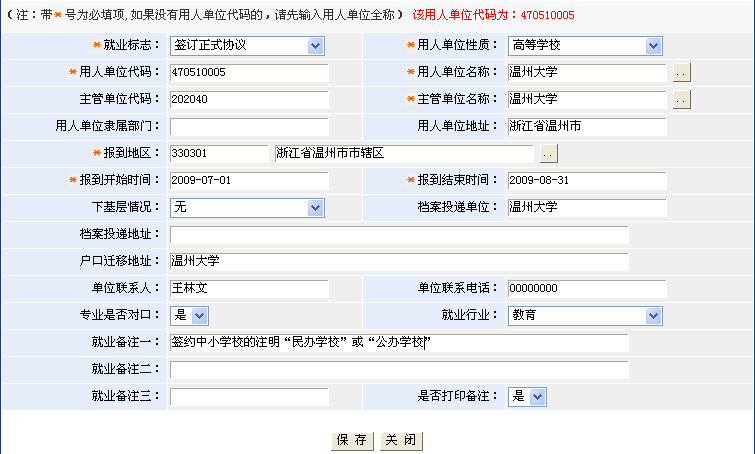 （注：带*号为必填项,如果没有用人单位代码的，请先输入用人单位全称） 该用人单位代码为：470510005
*就业标志： 签订正式协议 *用人单位性质： 高等学校
*用人单位代码： 470510005 *用人单位名称： 温州大学 ..
主管单位代码： 202040 *主管单位名称： 温州大学 ..
用人单位隶属部门： 用人单位地址： 浙江省温州市
*报到地区： 330301 浙江省温州市市辖区 ..
*报到开始时间： 2009-07-01 *报到结束时间： 2009-08-31
下基层情况： 无 档案投递单位： 温州大学
档案投递地址：
户口迁移地址： 温州大学
单位联系人： 王林文 单位联系电话： 00000000
专业是否对口： 是 就业行业： 教育
就业备注一： 签约中小学校的注明“民办学校”或“公办学校”
就业备注二：
就业备注三： 是否打印备注： 是
保 存 关 闭